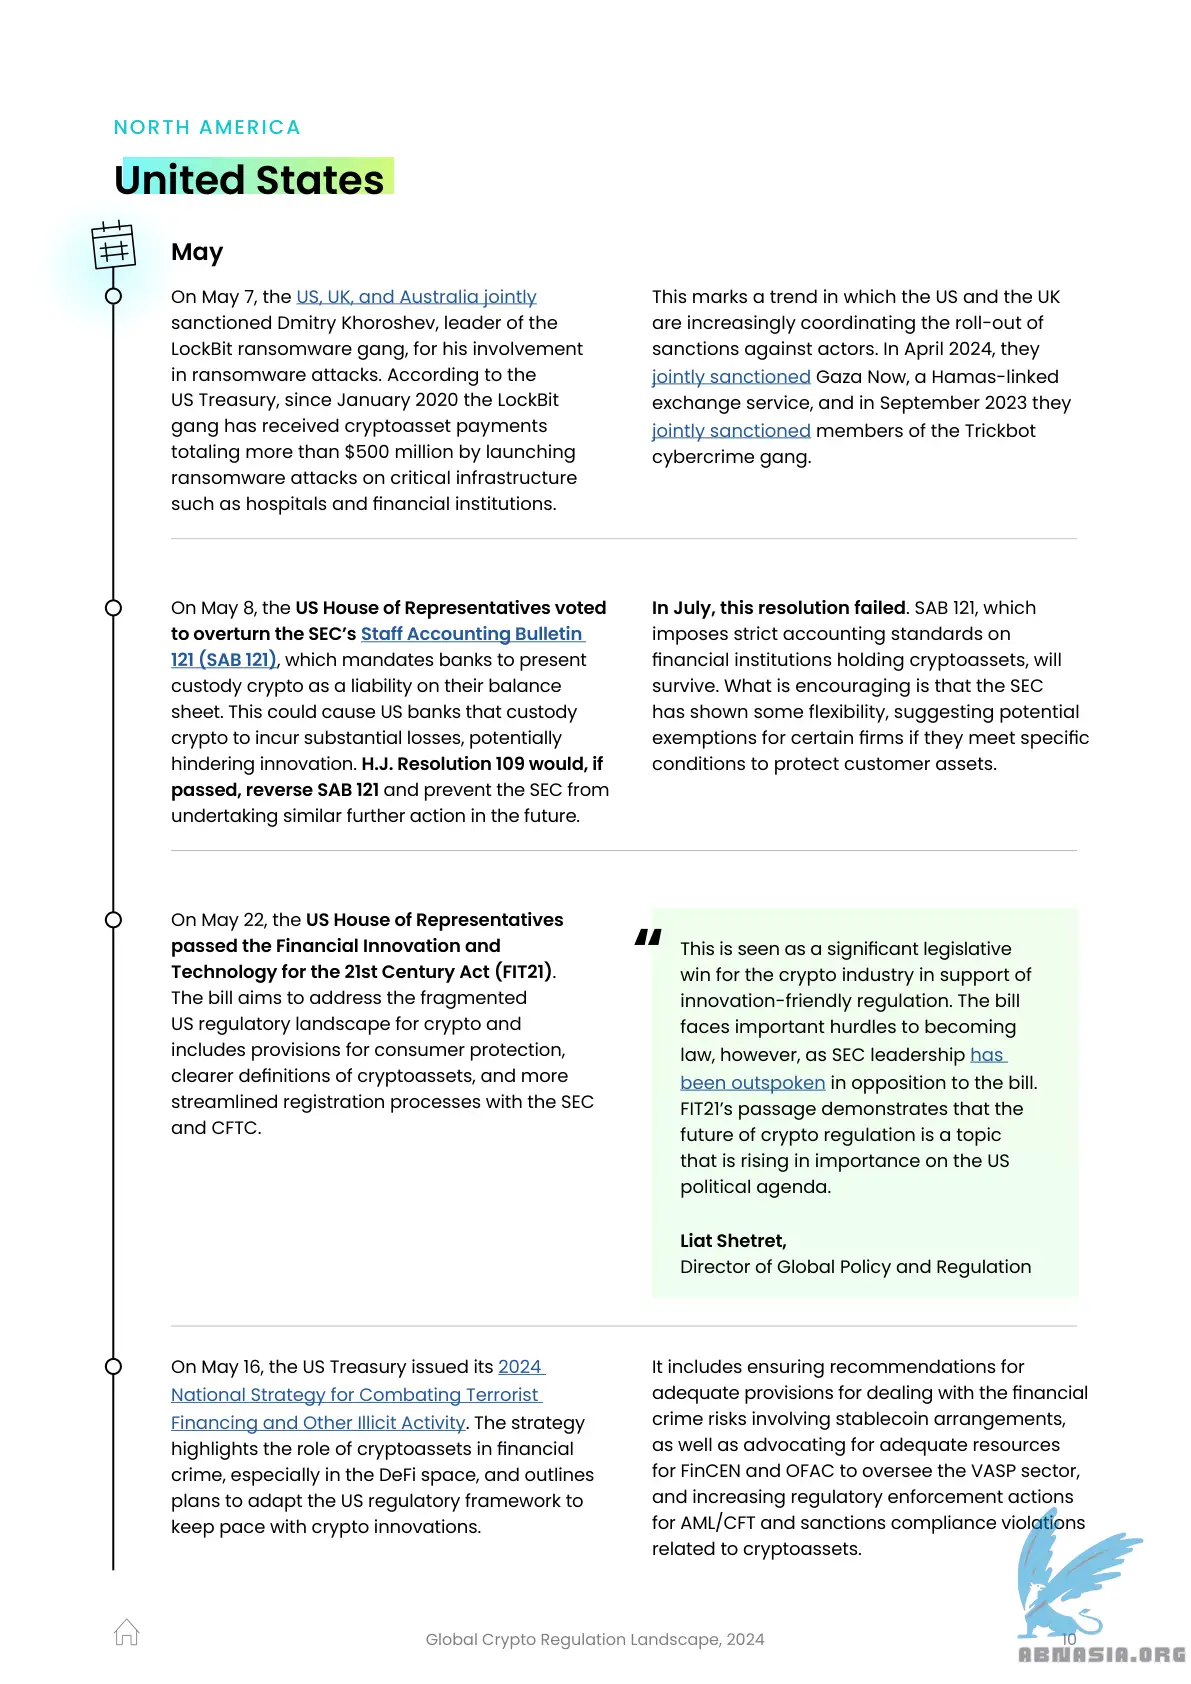 NORTH AMERICA
United States
May
On May 7, the US, UK, and Australia jointly
sanctioned Dmitry Khoroshev, leader of the
LockBit ransomware gang, for his involvement
in ransomware attacks. According to the
US Treasury, since January 2020 the LockBit
gang has received cryptoasset payments
totaling more than $500 million by launching
ransomware attacks on critical infrastructure
such as hospitals and financial institutions.
This marks a trend in which the US and the UK
are increasingly coordinating the roll-out of
sanctions against actors. In April 2024, they
jointly sanctioned Gaza Now, a Hamas-linked
exchange service, and in September 2023 they
jointly sanctioned members of the Trickbot
cybercrime gang.
On May 8, the US House of Representatives voted
to overturn the SEC’s Staff Accounting Bulletin
121 (SAB 121), which mandates banks to present
custody crypto as a liability on their balance
sheet. This could cause US banks that custody
crypto to incur substantial losses, potentially
hindering innovation. H.J. Resolution 109 would, if
passed, reverse SAB 121 and prevent the SEC from
undertaking similar further action in the future.
In July, this resolution failed. SAB 121, which
imposes strict accounting standards on
financial institutions holding cryptoassets, will
survive. What is encouraging is that the SEC
has shown some flexibility, suggesting potential
exemptions for certain firms if they meet specific
conditions to protect customer assets.
On May 22, the US House of Representatives
passed the Financial Innovation and
Technology for the 21st Century Act (FIT21).
The bill aims to address the fragmented
US regulatory landscape for crypto and
includes provisions for consumer protection,
clearer definitions of cryptoassets, and more
streamlined registration processes with the SEC
and CFTC.
“
This is seen as a significant legislative
win for the crypto industry in support of
innovation-friendly regulation. The bill
faces important hurdles to becoming
law, however, as SEC leadership has
been outspoken in opposition to the bill.
FIT21’s passage demonstrates that the
future of crypto regulation is a topic
that is rising in importance on the US
political agenda.
Liat Shetret,
Director of Global Policy and Regulation
On May 16, the US Treasury issued its 2024
National Strategy for Combating Terrorist
Financing and Other Illicit Activity. The strategy
highlights the role of cryptoassets in financial
crime, especially in the DeFi space, and outlines
plans to adapt the US regulatory framework to
keep pace with crypto innovations.
It includes ensuring recommendations for
adequate provisions for dealing with the financial
crime risks involving stablecoin arrangements,
as well as advocating for adequate resources
for FinCEN and OFAC to oversee the VASP sector,
and increasing regulatory enforcement actions
for AML/CFT and sanctions compliance violations
related to cryptoassets.
Global Crypto Regulation Landscape, 2024
10
ABNASIA.ORG